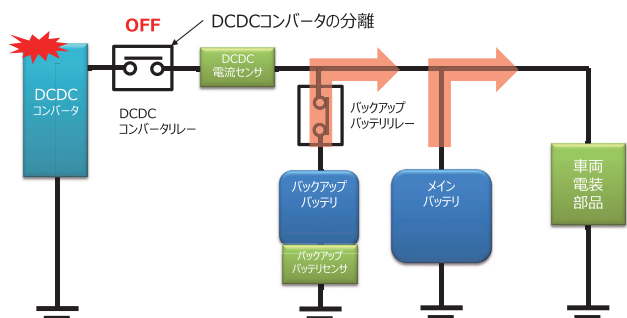 OFF
DCDCコンバータの分離
DCDC
電流センサ
DCDC
コンバータ
DCDC
コンバータリレー
バックアップ
バッテリリレー
バックアップ
バッテリ
メイン
バッテリ
車両
電装
部品
バックアップ
バッテリセンサ